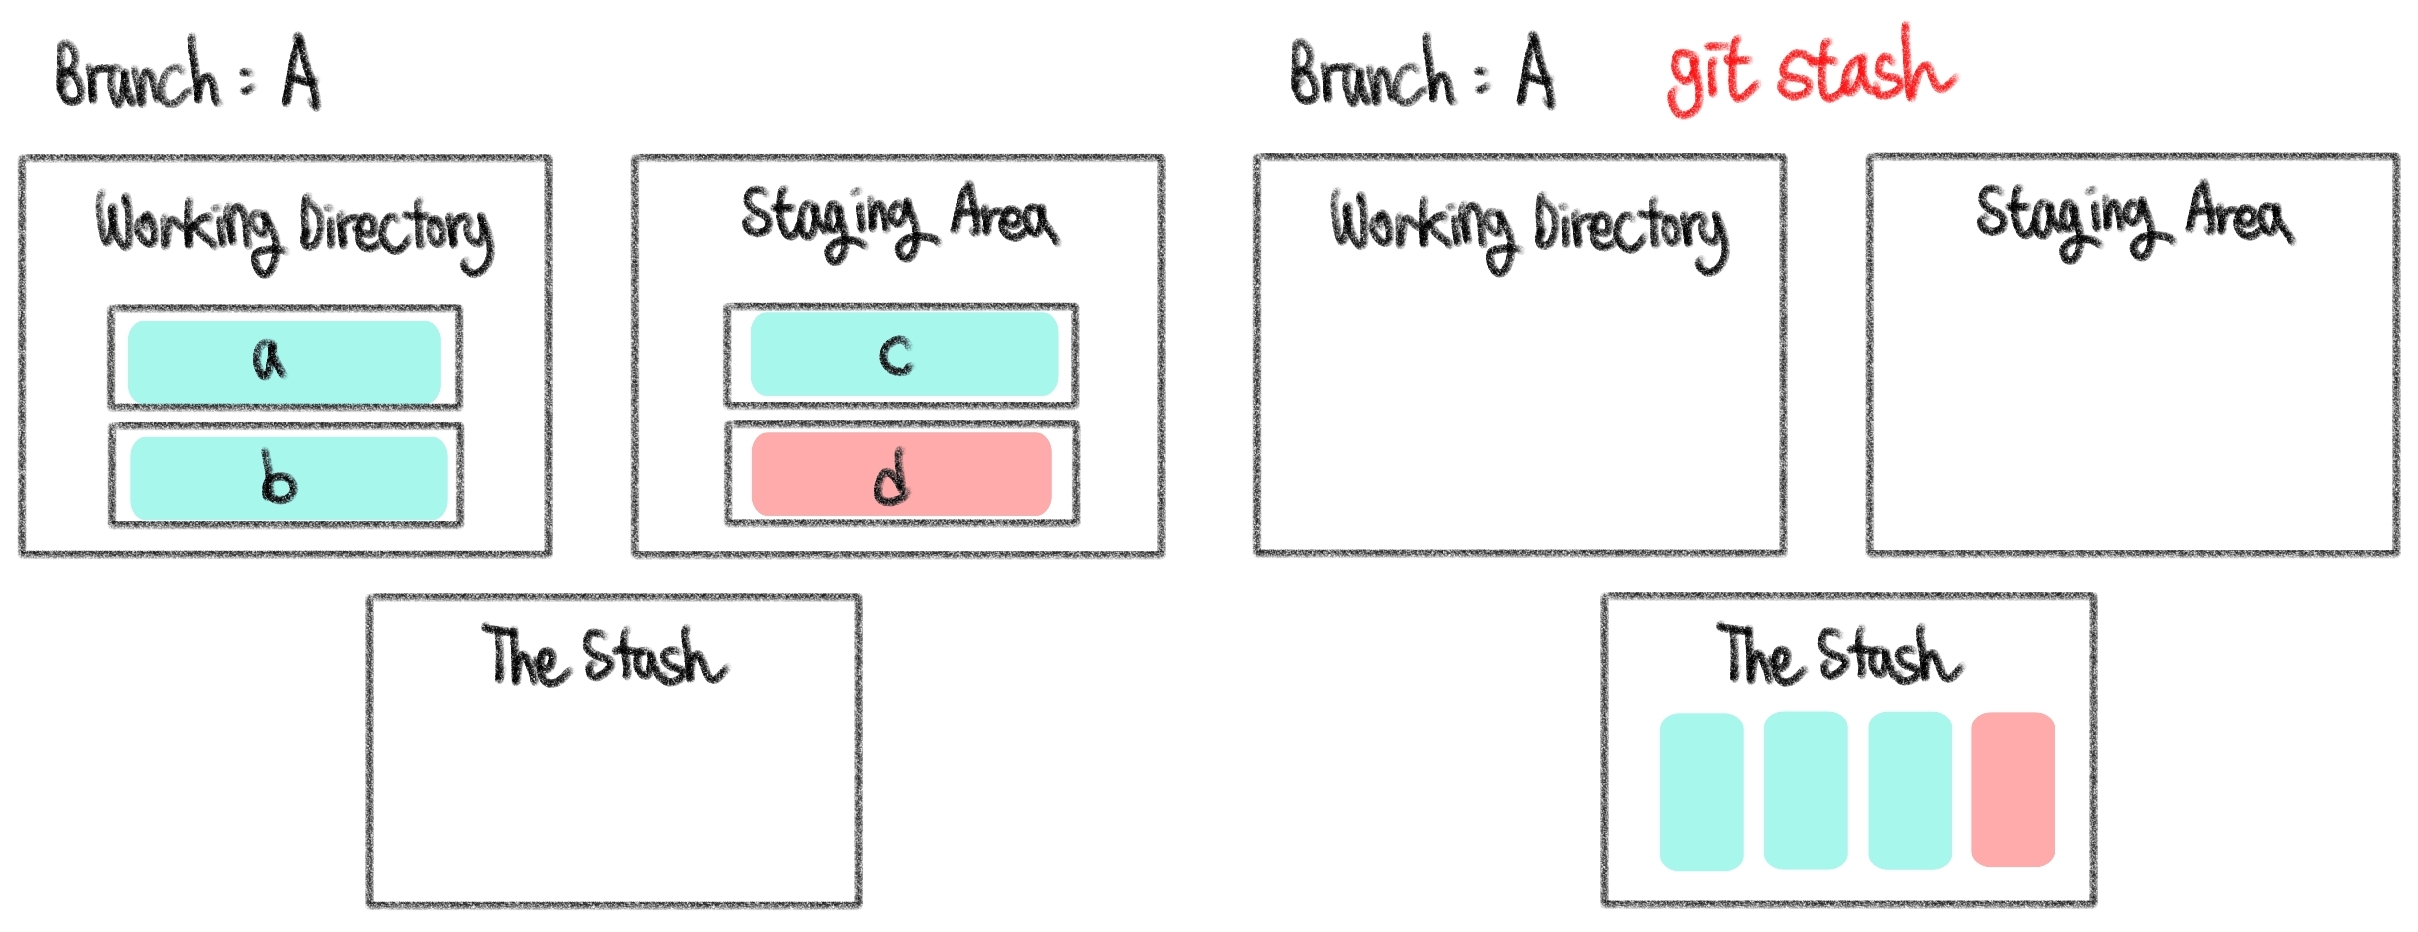 Branch : A
Working Directory
a
b
Staging Area
c
d
The Stash
Branch : A git stash
Working Directory
Staging Area
The Stash